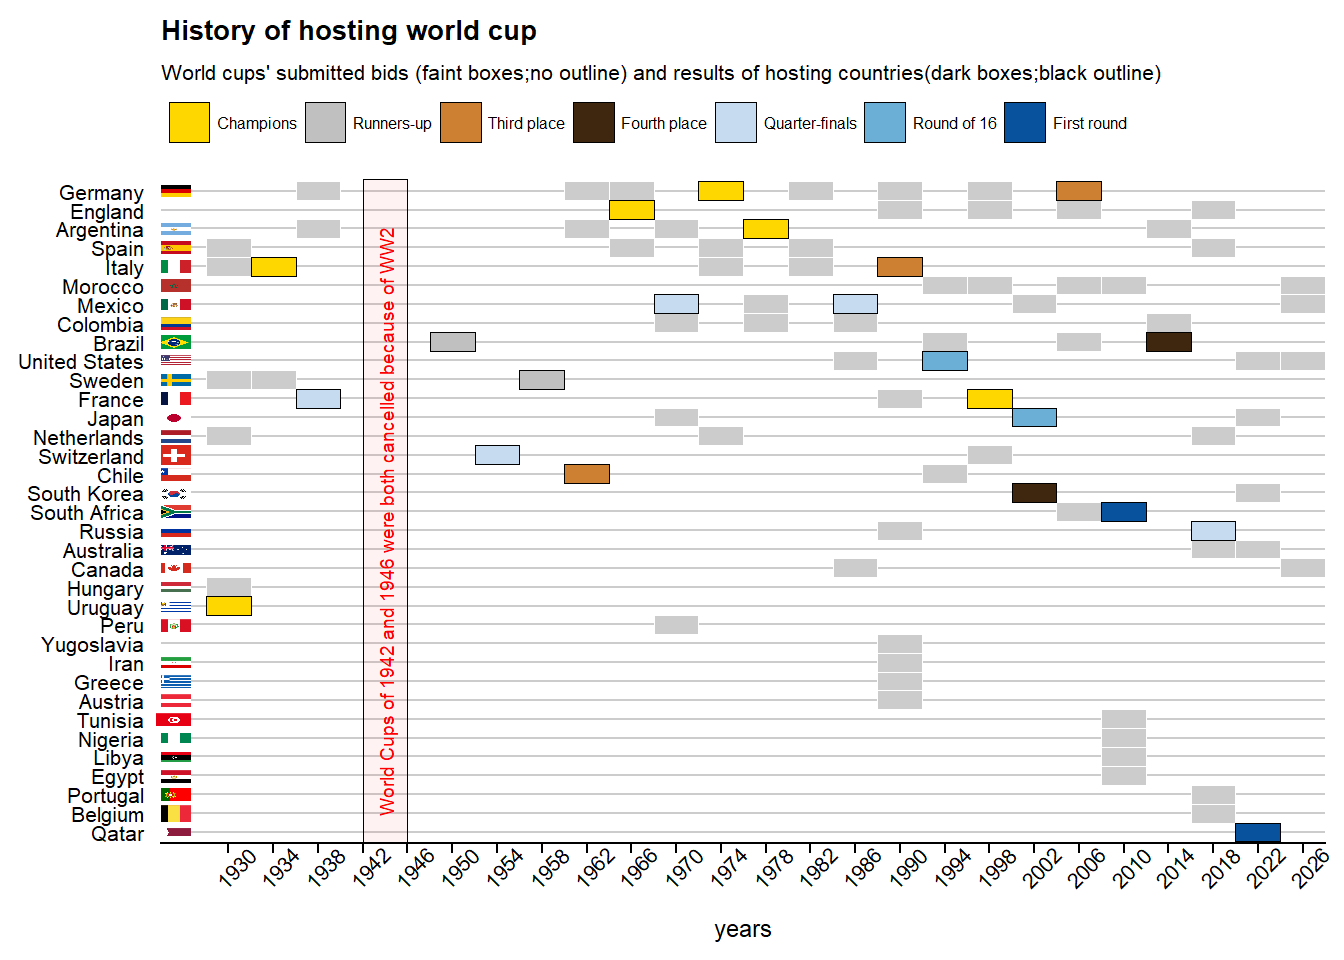 History of hosting world cup
World cups' submitted bids (faint boxes;no outline) and results of hosting countries(dark boxes;black outline)
Champions
Runners-up
Third place
Fourth place
Quarter-finals
Round of 16
First round
Germany
England
Argentina
Spain
Italy
Morocco
Mexico
Colombia
Brazil
United States
Sweden
France
Japan
Netherlands
Switzerland
Chile
South Korea
South Africa
Russia
Australia
Canada
Hungary
Uruguay
Peru
Yugoslavia
Iran
Greece
Austria
Tunisia
Nigeria
Libya
Egypt
Portugal
Belgium
Qatar
World Cups of 1942 and 1946 were both cancelled because of WW2
1930
1934
1938
1942
1946
1950
1954
1958
1962
1966
1970
1974
1978
1982
1986
1990
1994
1998
2002
2006
2010
2014
2018
2022
2026
years